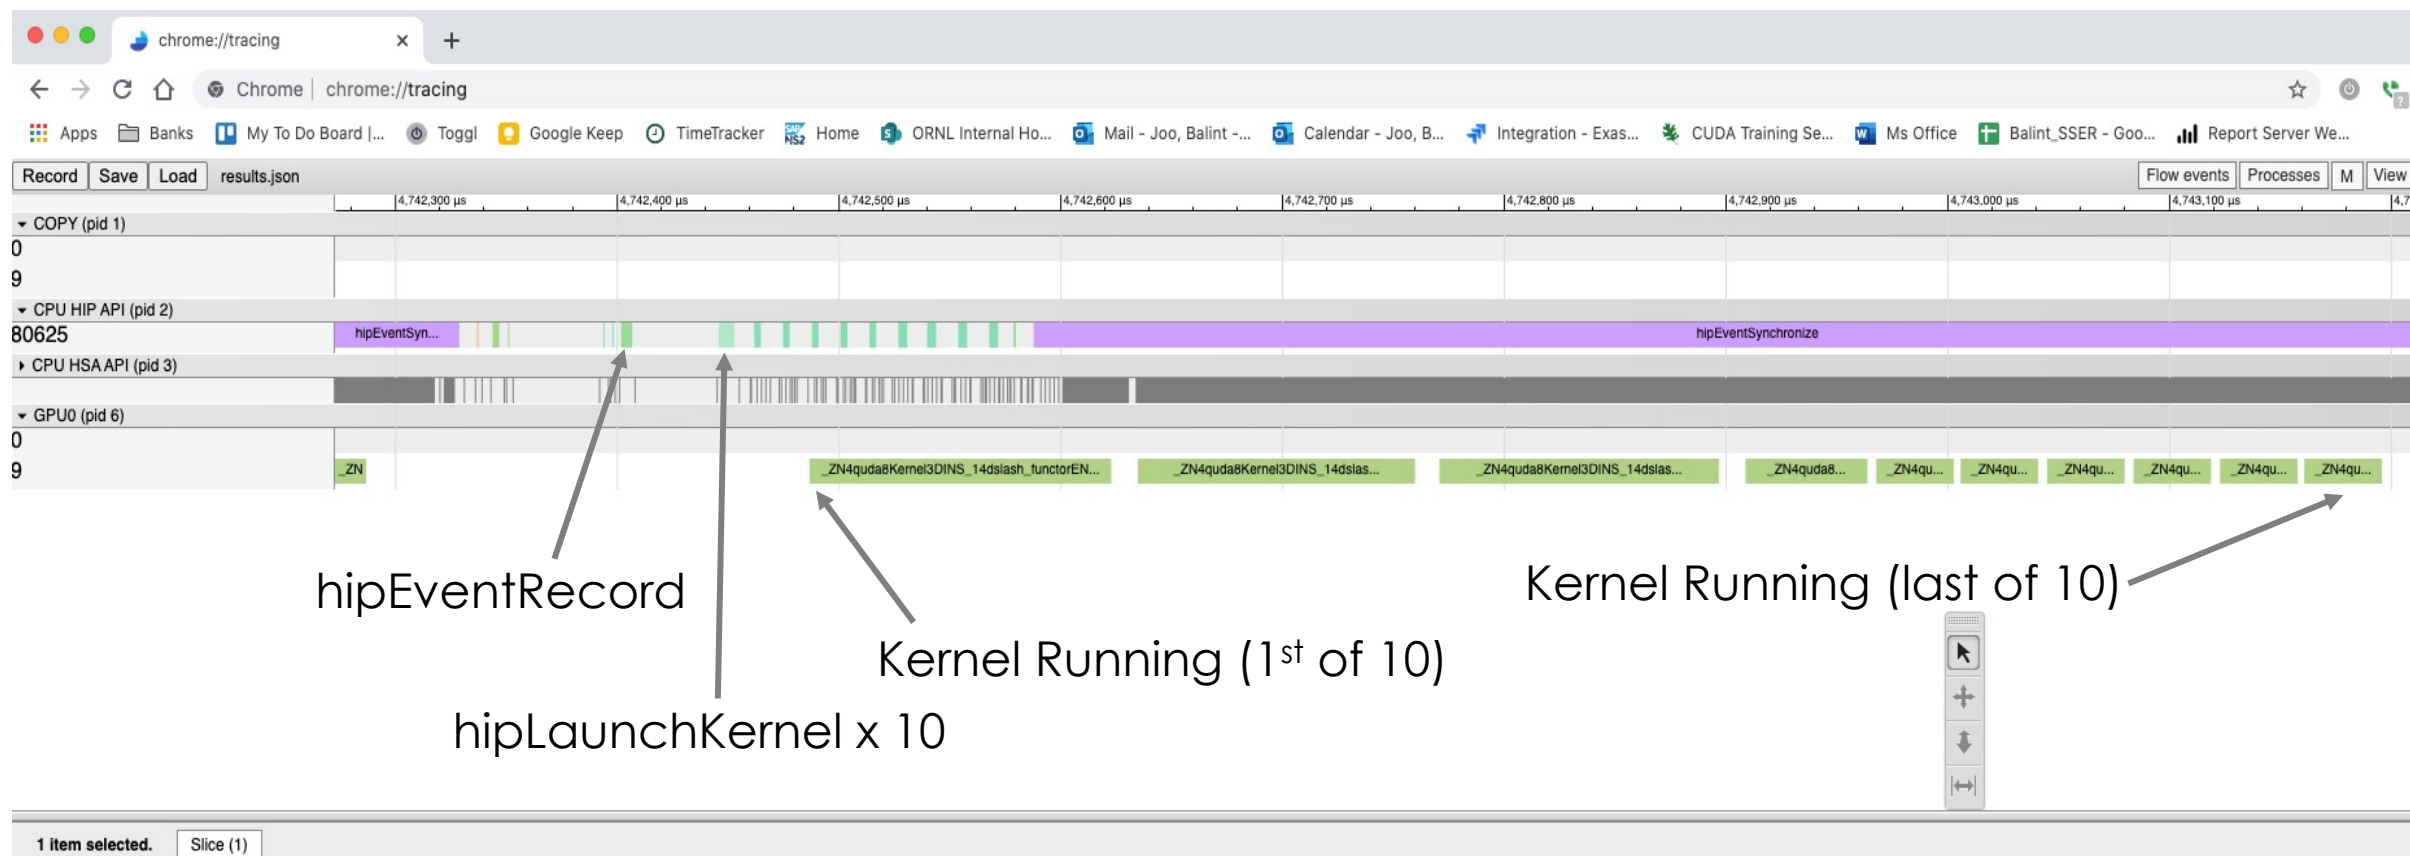 chrome://tracing
Chrome | chrome://tracing
Apps Banks My To Do Board |... Toggl Google Keep TimeTracker Home ORNL Internal Ho... Mail - Joo, Balint -... Calendar - Joo, B... Integration - Exas... CUDA Training Se... Ms Office Balint_SSER - Goo... Report Server We...
Record Save Load results.json Flow events Processes M View
4,742,300 µs 4,742,400 µs 4,742,500 µs 4,742,600 µs 4,742,700 µs 4,742,800 µs 4,742,900 µs 4,743,000 µs 4,743,100 µs 4,7
COPY (pid 1)
0
9
CPU HIP API (pid 2)
80625 hipEventSyn... hipEventSynchronize
CPU HSA API (pid 3)
GPU0 (pid 6)
0
9 _ZN _ZN4quda8Kernel3DINS_14dslash_functorEN... _ZN4quda8Kernel3DINS_14dslas... _ZN4quda8Kernel3DINS_14dslas... _ZN4quda8... _ZN4qu... _ZN4qu... _ZN4qu... _ZN4qu... _ZN4qu... _ZN4qu...
hipEventRecord
Kernel Running (last of 10)
Kernel Running (1st of 10)
hipLaunchKernel x 10
1 item selected. Slice (1)